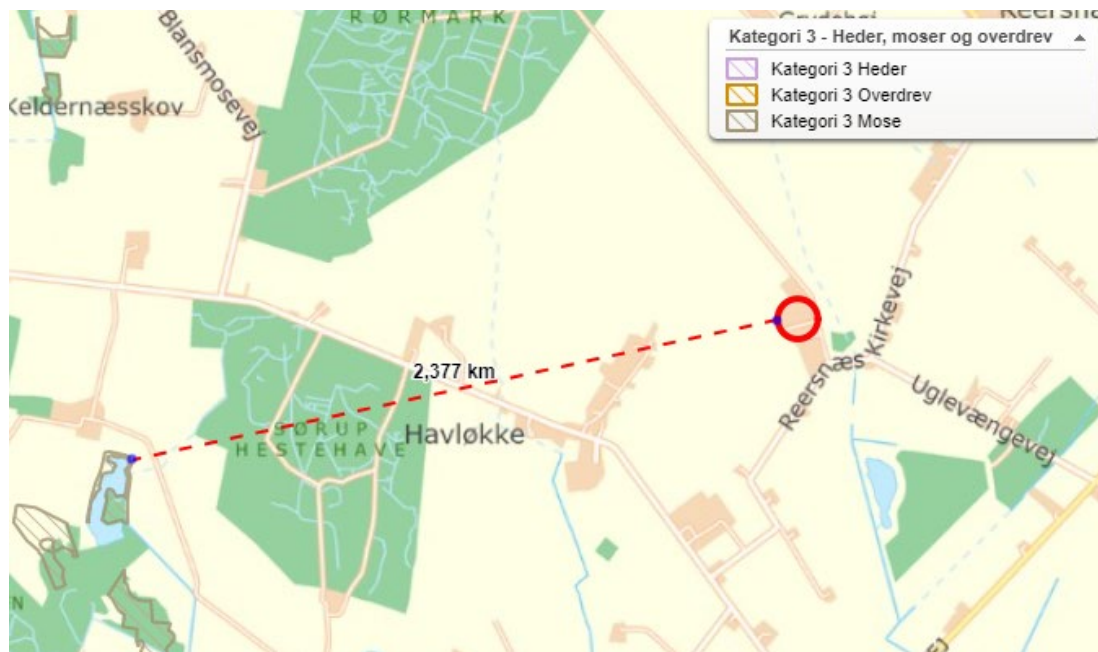 RØRMARK
Kategori 3 - Heder, moser og overdrev
Kategori 3 Heder
Kategori 3 Overdrev
Kategori 3 Mose
Blansmosevej
Keldernæsskov
2,377 km
Reersnæs Kirkevej
Uglevængevej
SØRUP
HESTEHAVE
Havløkke